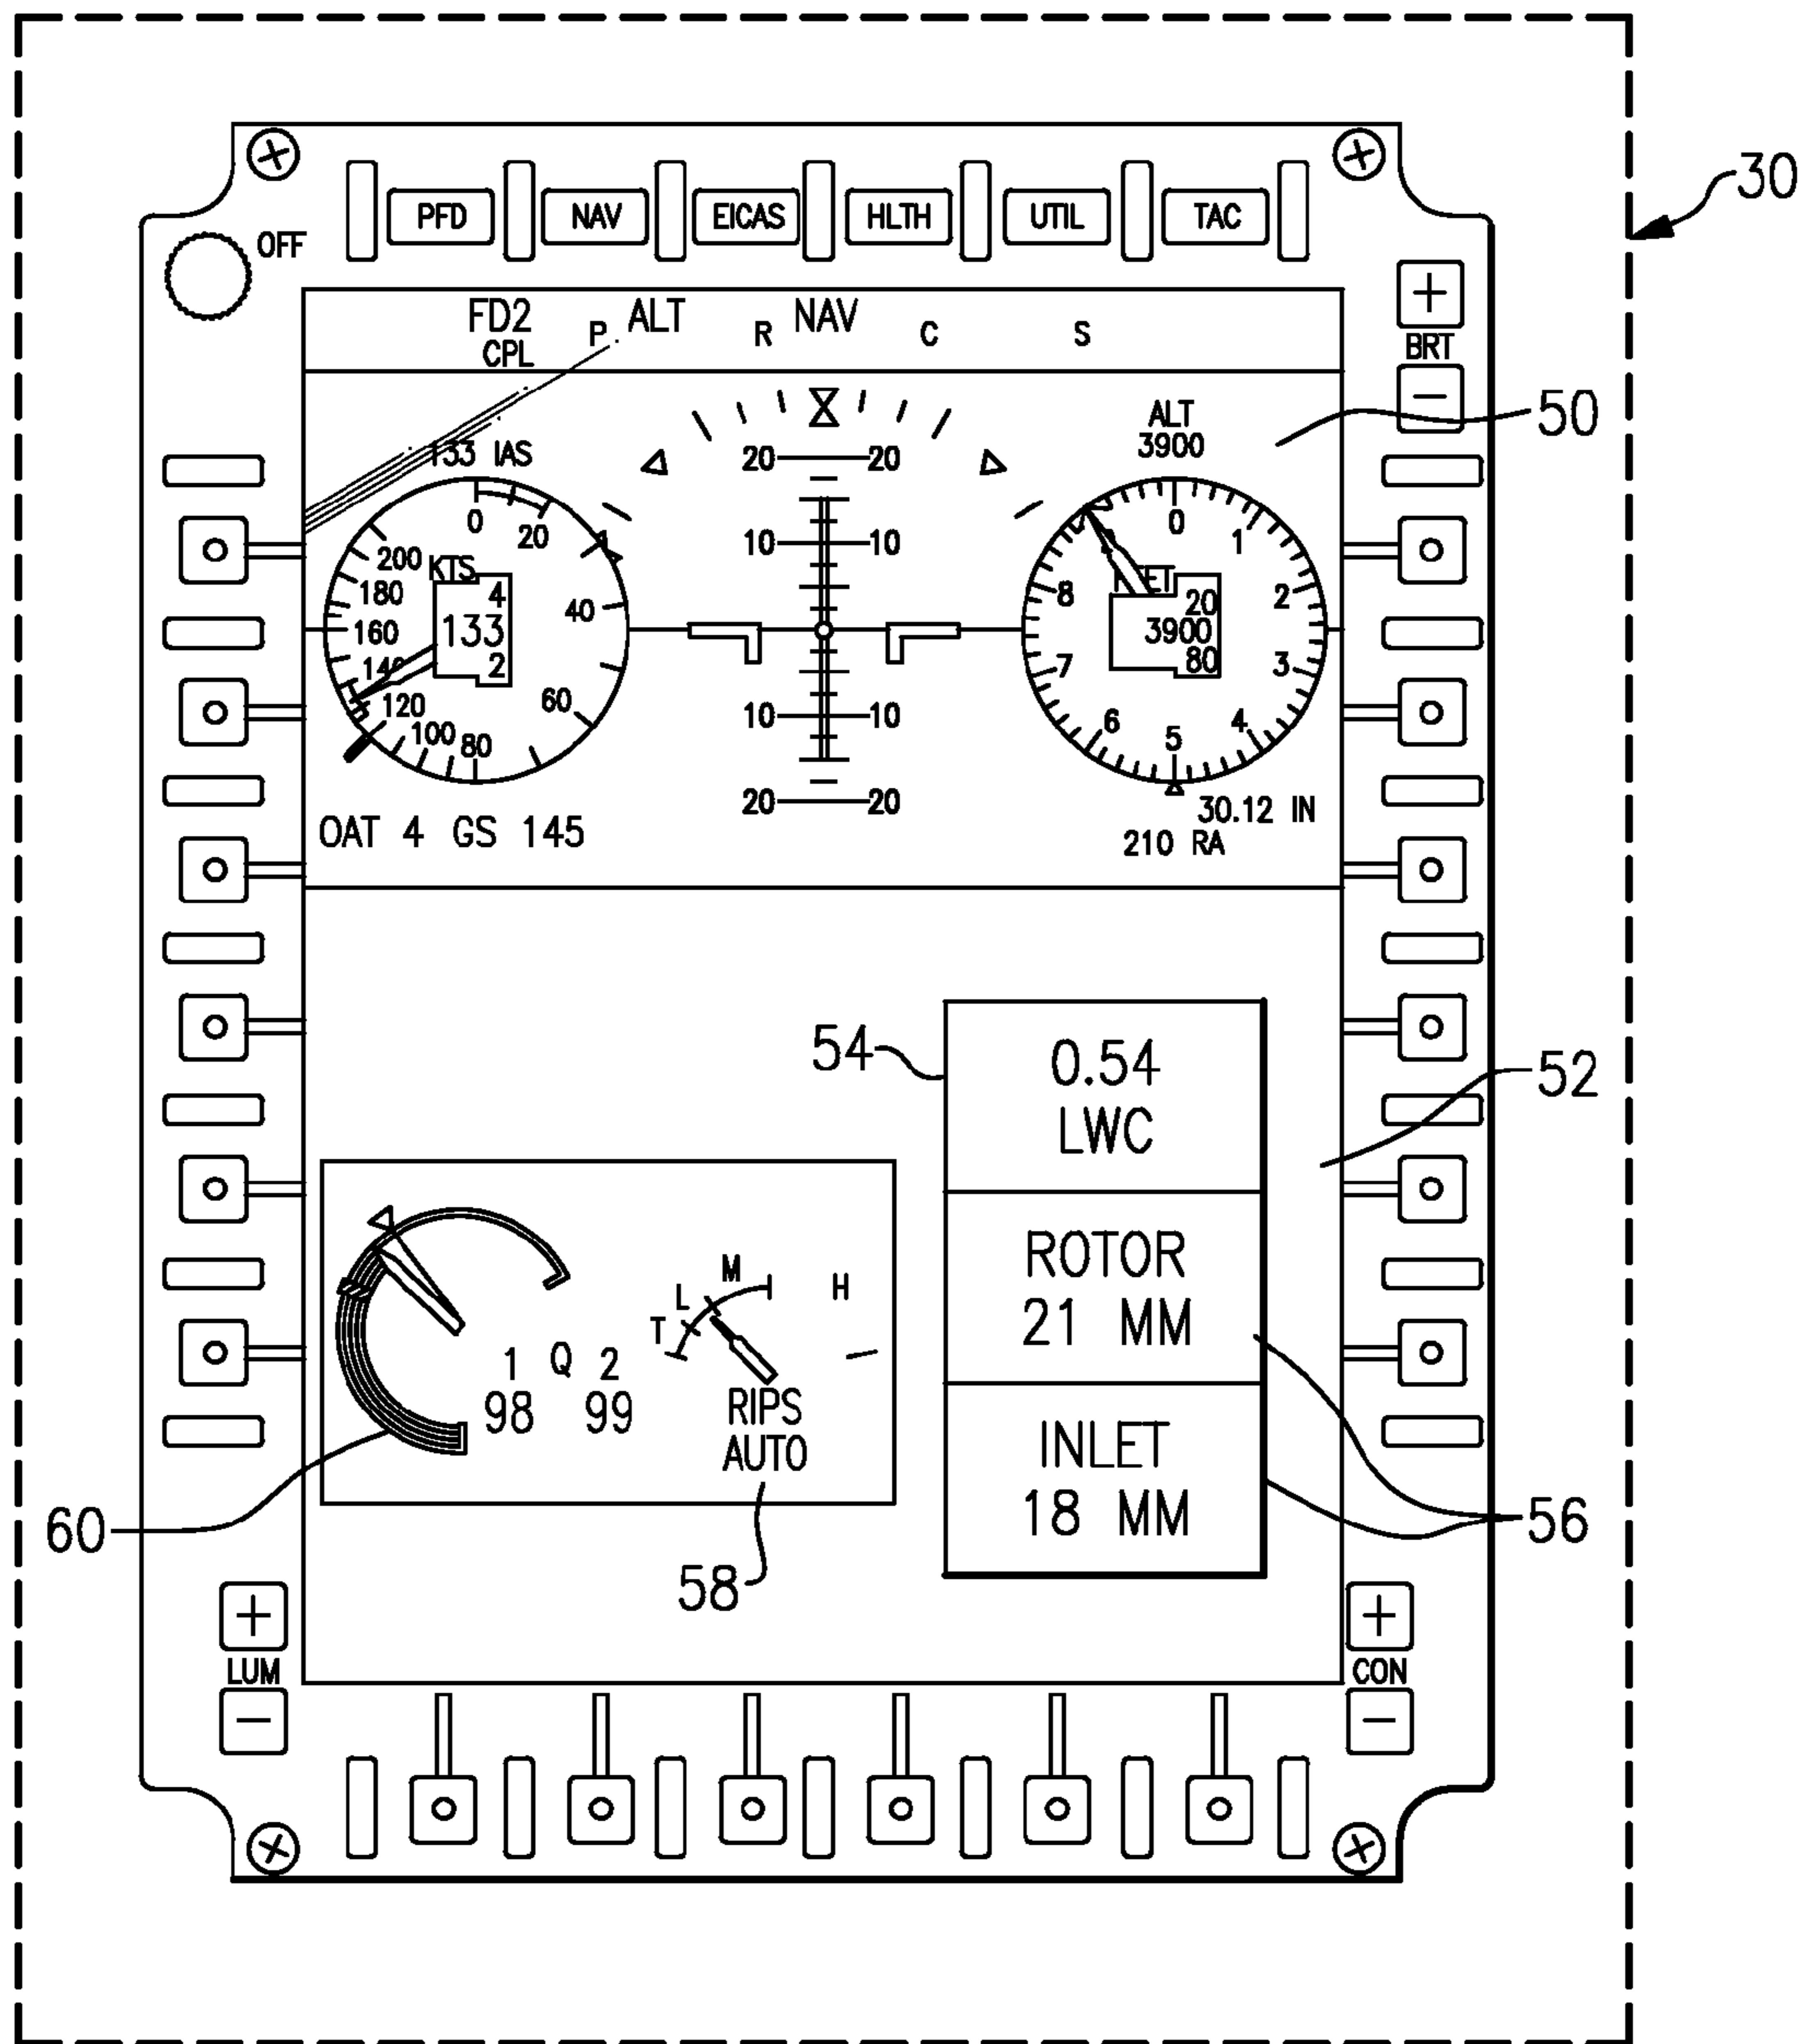 30
PFD NAV EICAS HLTH UTIL TAC
OFF
FD2 P ALT R NAV C S
CPL
BRT
50
ALT
3900
133 IAS
20 20
0 20 40 60 80 100 120 140 160 180 200
KTS
4
133
2
10 10
10 10
20 20
0 1 2 3 4 5 6 7 8
20
3900
80
30.12 IN
210 RA
OAT 4 GS 145
54
0.54
LWC
52
ROTOR
21 MM
INLET
18 MM
56
T L M H
1 Q 2
98 99
RIPS
AUTO
60
58
LUM
CON